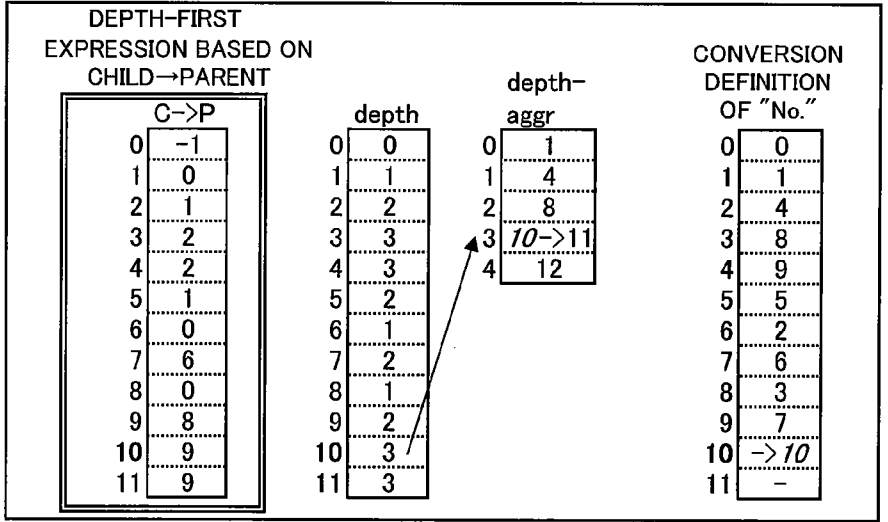 DEPTH-FIRST
EXPRESSION BASED ON
CHILD→PARENT
CONVERSION
DEFINITION
OF "No."
depth-
aggr
C->P
depth
0 -1 0 0 0 1 0 0
1 0 1 1 1 4 1 1
2 1 2 2 2 8 2 4
3 2 3 3 3 10->11 3 8
4 2 4 3 4 12 4 9
5 1 5 2 5 5
6 0 6 1 6 2
7 6 7 2 7 6
8 0 8 1 8 3
9 8 9 2 9 7
10 9 10 3 10 ->10
11 9 11 3 11 -